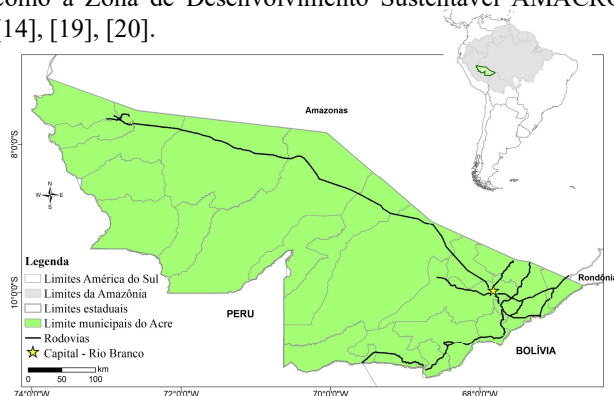 como a Zona de Desenvolvimento Sustentável AMACRO
[14], [19], [20].
Amazonas
8°0'0"S
N
W E
S
Legenda
Limites América do Sul
Limites da Amazônia
Limites estaduais
Limite municipais do Acre
Rodovias
Capital - Rio Branco
km
0 50 100
10°0'0"S
PERU
Rondônia
BOLÍVIA
74°0'0"W 72°0'0"W 70°0'0"W 68°0'0"W